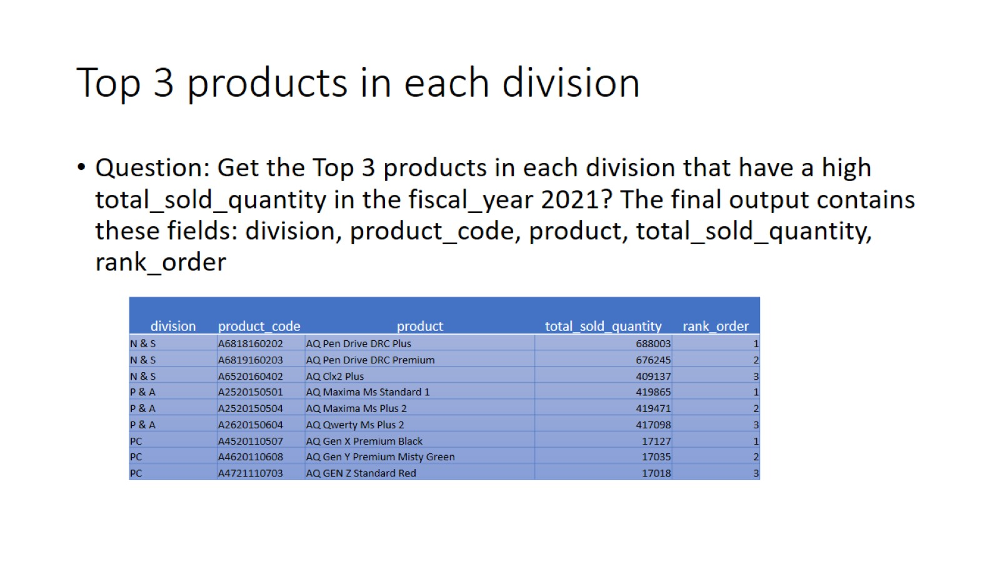 Top 3 products in each division
• Question: Get the Top 3 products in each division that have a high
total_sold_quantity in the fiscal_year 2021? The final output contains
these fields: division, product_code, product, total_sold_quantity,
rank_order
division product_code product total_sold_quantity rank_order
N & S A6818160202 AQ Pen Drive DRC Plus 688003 1
N & S A6819160203 AQ Pen Drive DRC Premium 676245 2
N & S A6520160402 AQ Clx2 Plus 409137 3
P & A A2520150501 AQ Maxima Ms Standard 1 419865 1
P & A A2520150504 AQ Maxima Ms Plus 2 419471 2
P & A A2620150604 AQ Qwerty Ms Plus 2 417098 3
PC A4520110507 AQ Gen X Premium Black 17127 1
PC A4620110608 AQ Gen Y Premium Misty Green 17035 2
PC A4721110703 AQ GEN Z Standard Red 17018 3